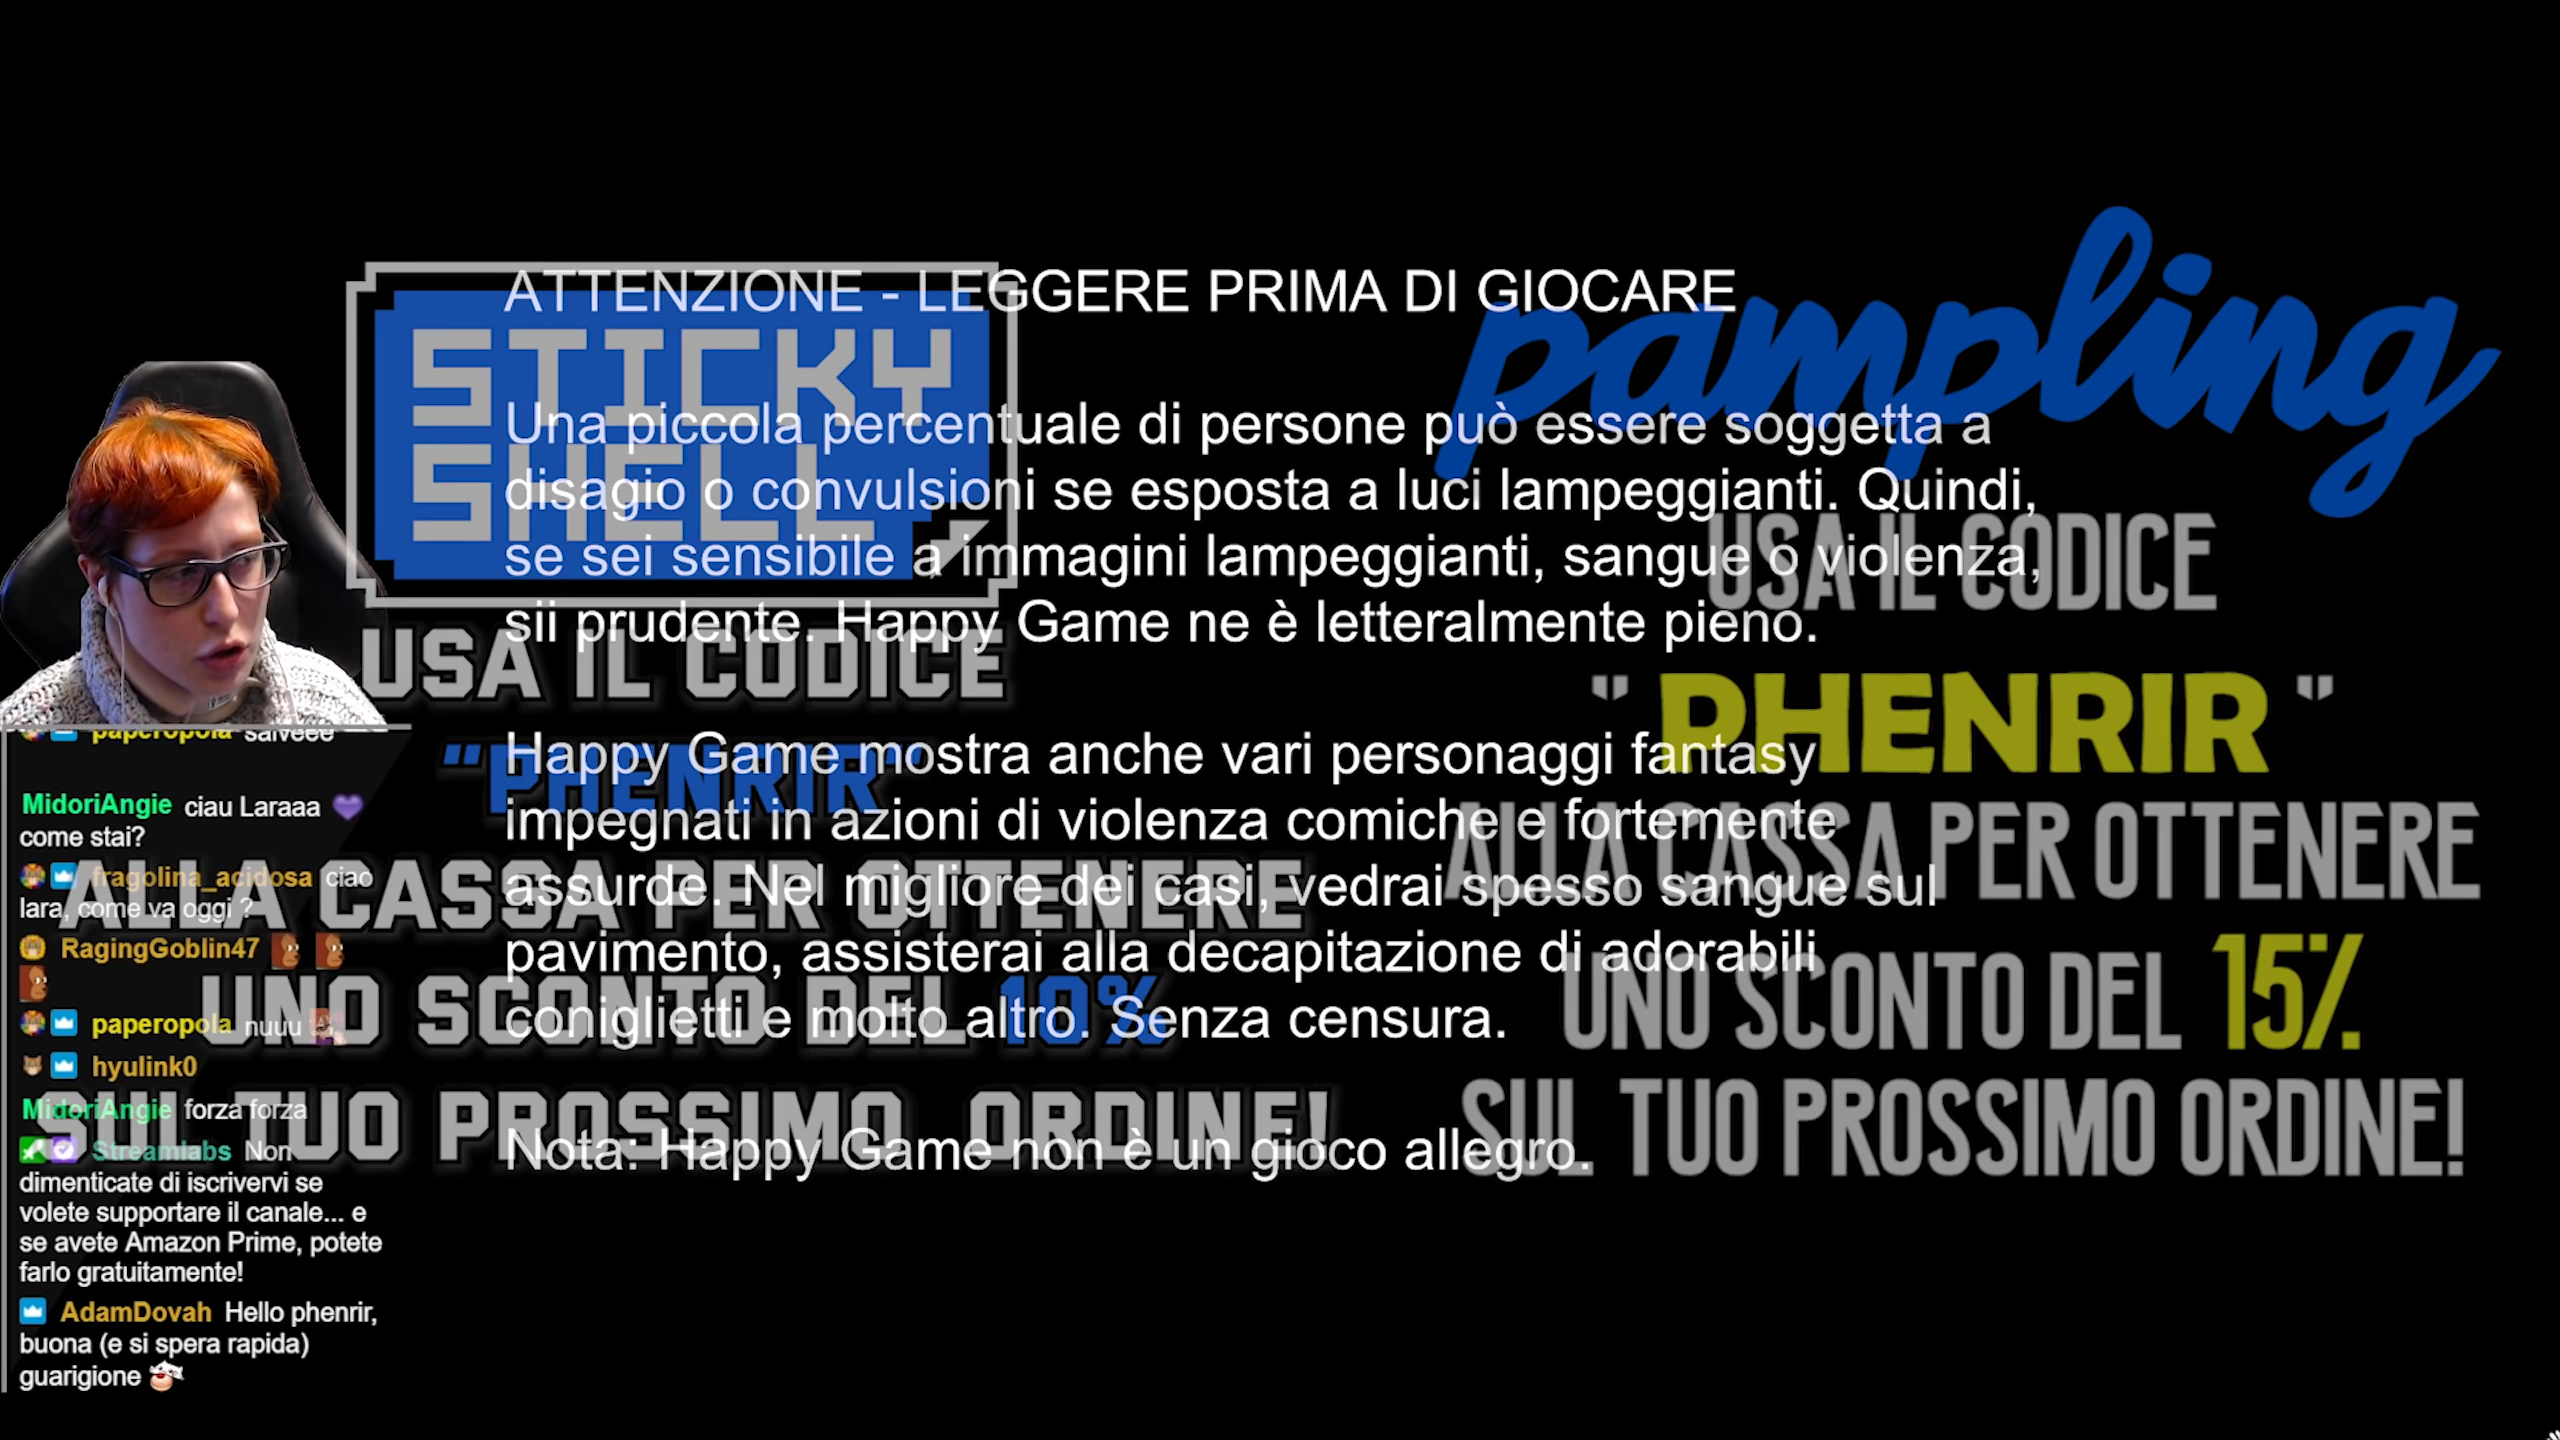 ATTENZIONE - LEGGERE PRIMA DI GIOCARE
Una piccola percentuale di persone può essere soggetta a
disagio o convulsioni se esposta a luci lampeggianti. Quindi,
se sei sensibile a immagini lampeggianti, sangue o violenza,
sii prudente. Happy Game ne è letteralmente pieno.
Happy Game mostra anche vari personaggi fantasy
impegnati in azioni di violenza comiche e fortemente
assurde. Nel migliore dei casi, vedrai spesso sangue sul
pavimento, assisterai alla decapitazione di adorabili
coniglietti e molto altro. Senza censura.
Nota: Happy Game non è un gioco allegro.
STICKY
SHELL
USA IL CODICE
"PHENRIR"
ALLA CASSA PER OTTENERE
UNO SCONTO DEL 10%
SUL TUO PROSSIMO ORDINE!
pampling
USA IL CODICE
"PHENRIR"
ALLA CASSA PER OTTENERE
UNO SCONTO DEL 15%
SUL TUO PROSSIMO ORDINE!
paperopola salveee
MidoriAngie ciau Laraaa 💜
come stai?
fragolina_acidosa ciao
lara, come va oggi ?
RagingGoblin47
paperopola nuuu
hyulink0
MidoriAngie forza forza
Streamlabs Non
dimenticate di iscrivervi se
volete supportare il canale... e
se avete Amazon Prime, potete
farlo gratuitamente!
AdamDovah Hello phenrir,
buona (e si spera rapida)
guarigione